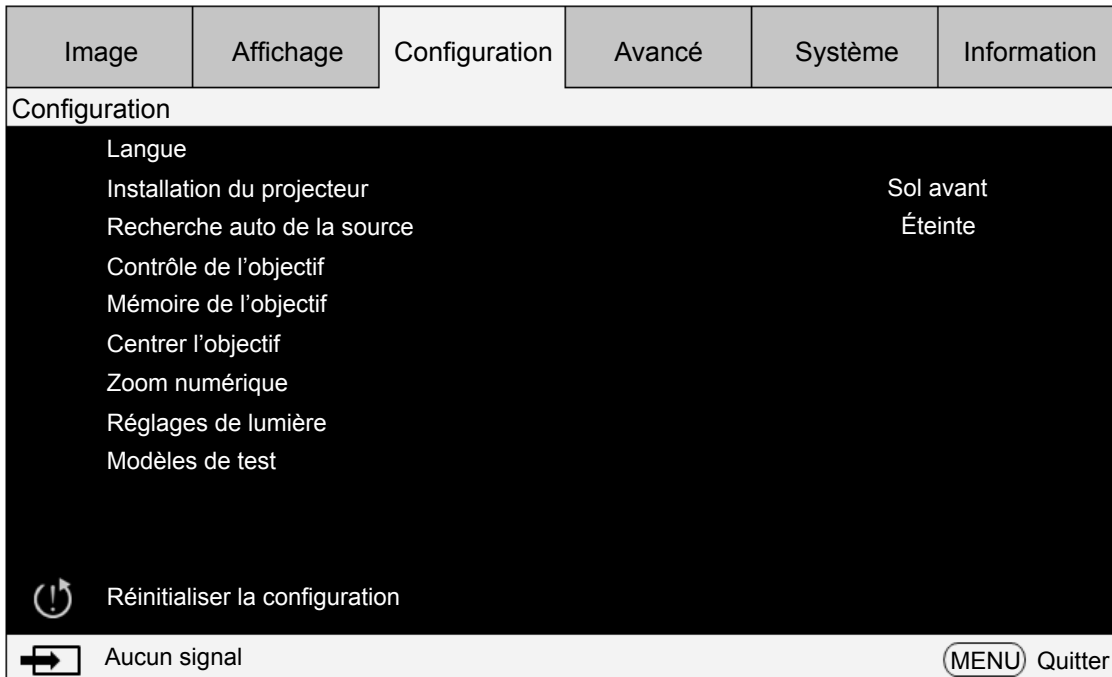 Image Affichage Configuration Avancé Système Information
Configuration
Langue
Installation du projecteur Sol avant
Recherche auto de la source Éteinte
Contrôle de l’objectif
Mémoire de l’objectif
Centrer l’objectif
Zoom numérique
Réglages de lumière
Modèles de test
Réinitialiser la configuration
Aucun signal MENU Quitter